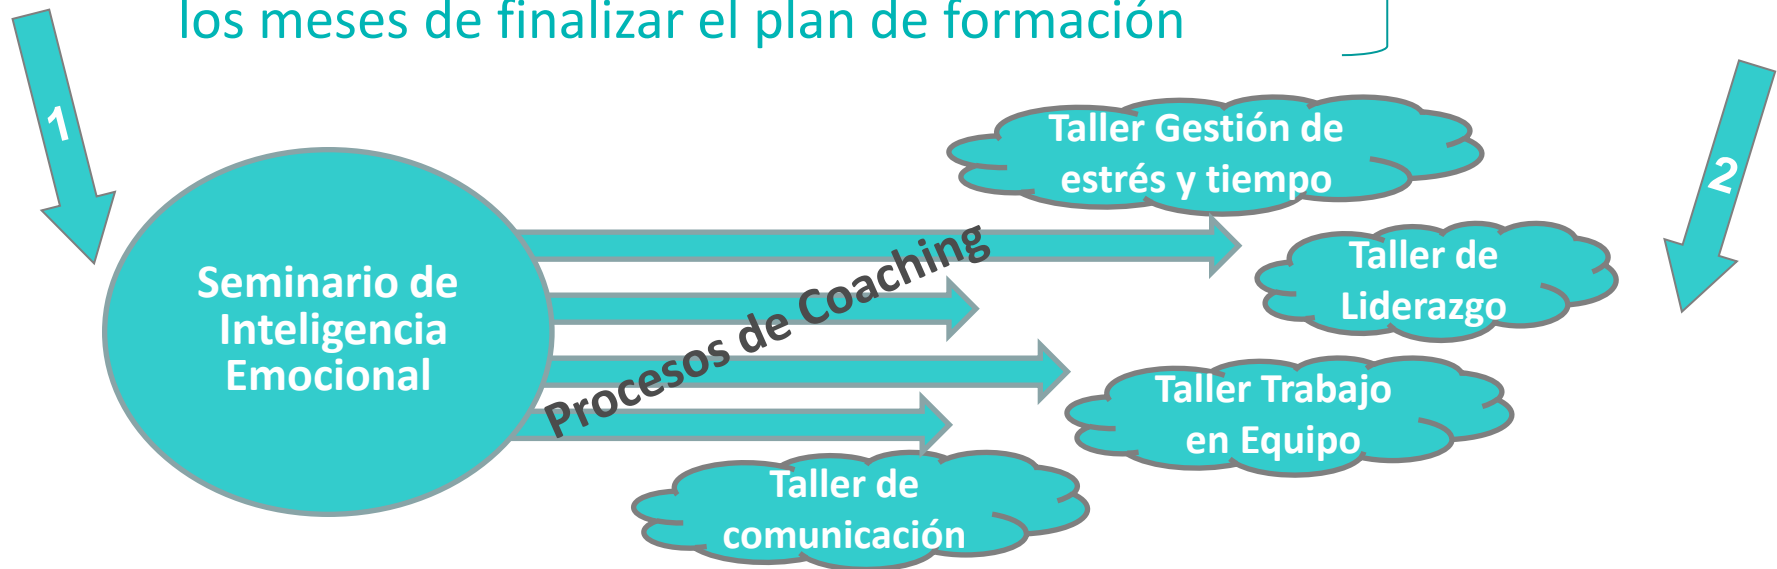 los meses de finalizar el plan de formación
1
Taller Gestión de
estrés y tiempo
2
Seminario de
Inteligencia
Emocional
Procesos de Coaching
Taller de
Liderazgo
Taller Trabajo
en Equipo
Taller de
comunicación